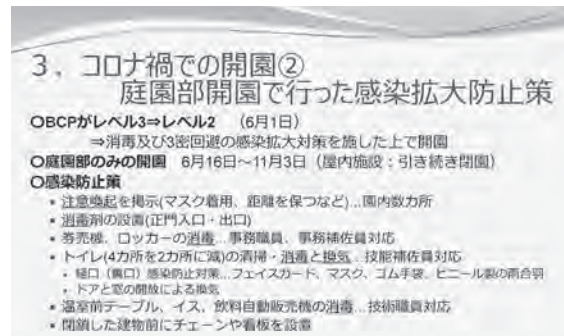 3．コロナ禍での開園②
庭園部開園で行った感染拡大防止策
○BCPがレベル3⇒レベル2　（6月1日）
⇒消毒及び3密回避の感染拡大対策を施した上で開園
○庭園部のみの開園　6月16日～11月3日（屋内施設：引き続き閉園）
○感染防止策
▪ 注意喚起を掲示(マスク着用、距離を保つなど)…園内数カ所
▪ 消毒剤の設置(正門入口・出口)
▪ 券売機、ロッカーの消毒…事務職員、事務補佐員対応
▪ トイレ(4カ所を2カ所に減)の清掃・消毒と換気…技能補佐員対応
▪ 経口（糞口）感染防止対策…フェイスガード、マスク、ゴム手袋、ビニール製の雨合羽
▪ ドアと窓の開放による換気
▪ 温室前テーブル、イス、飲料自動販売機の消毒…技術職員対応
▪ 閉鎖した建物前にチェーンや看板を設置